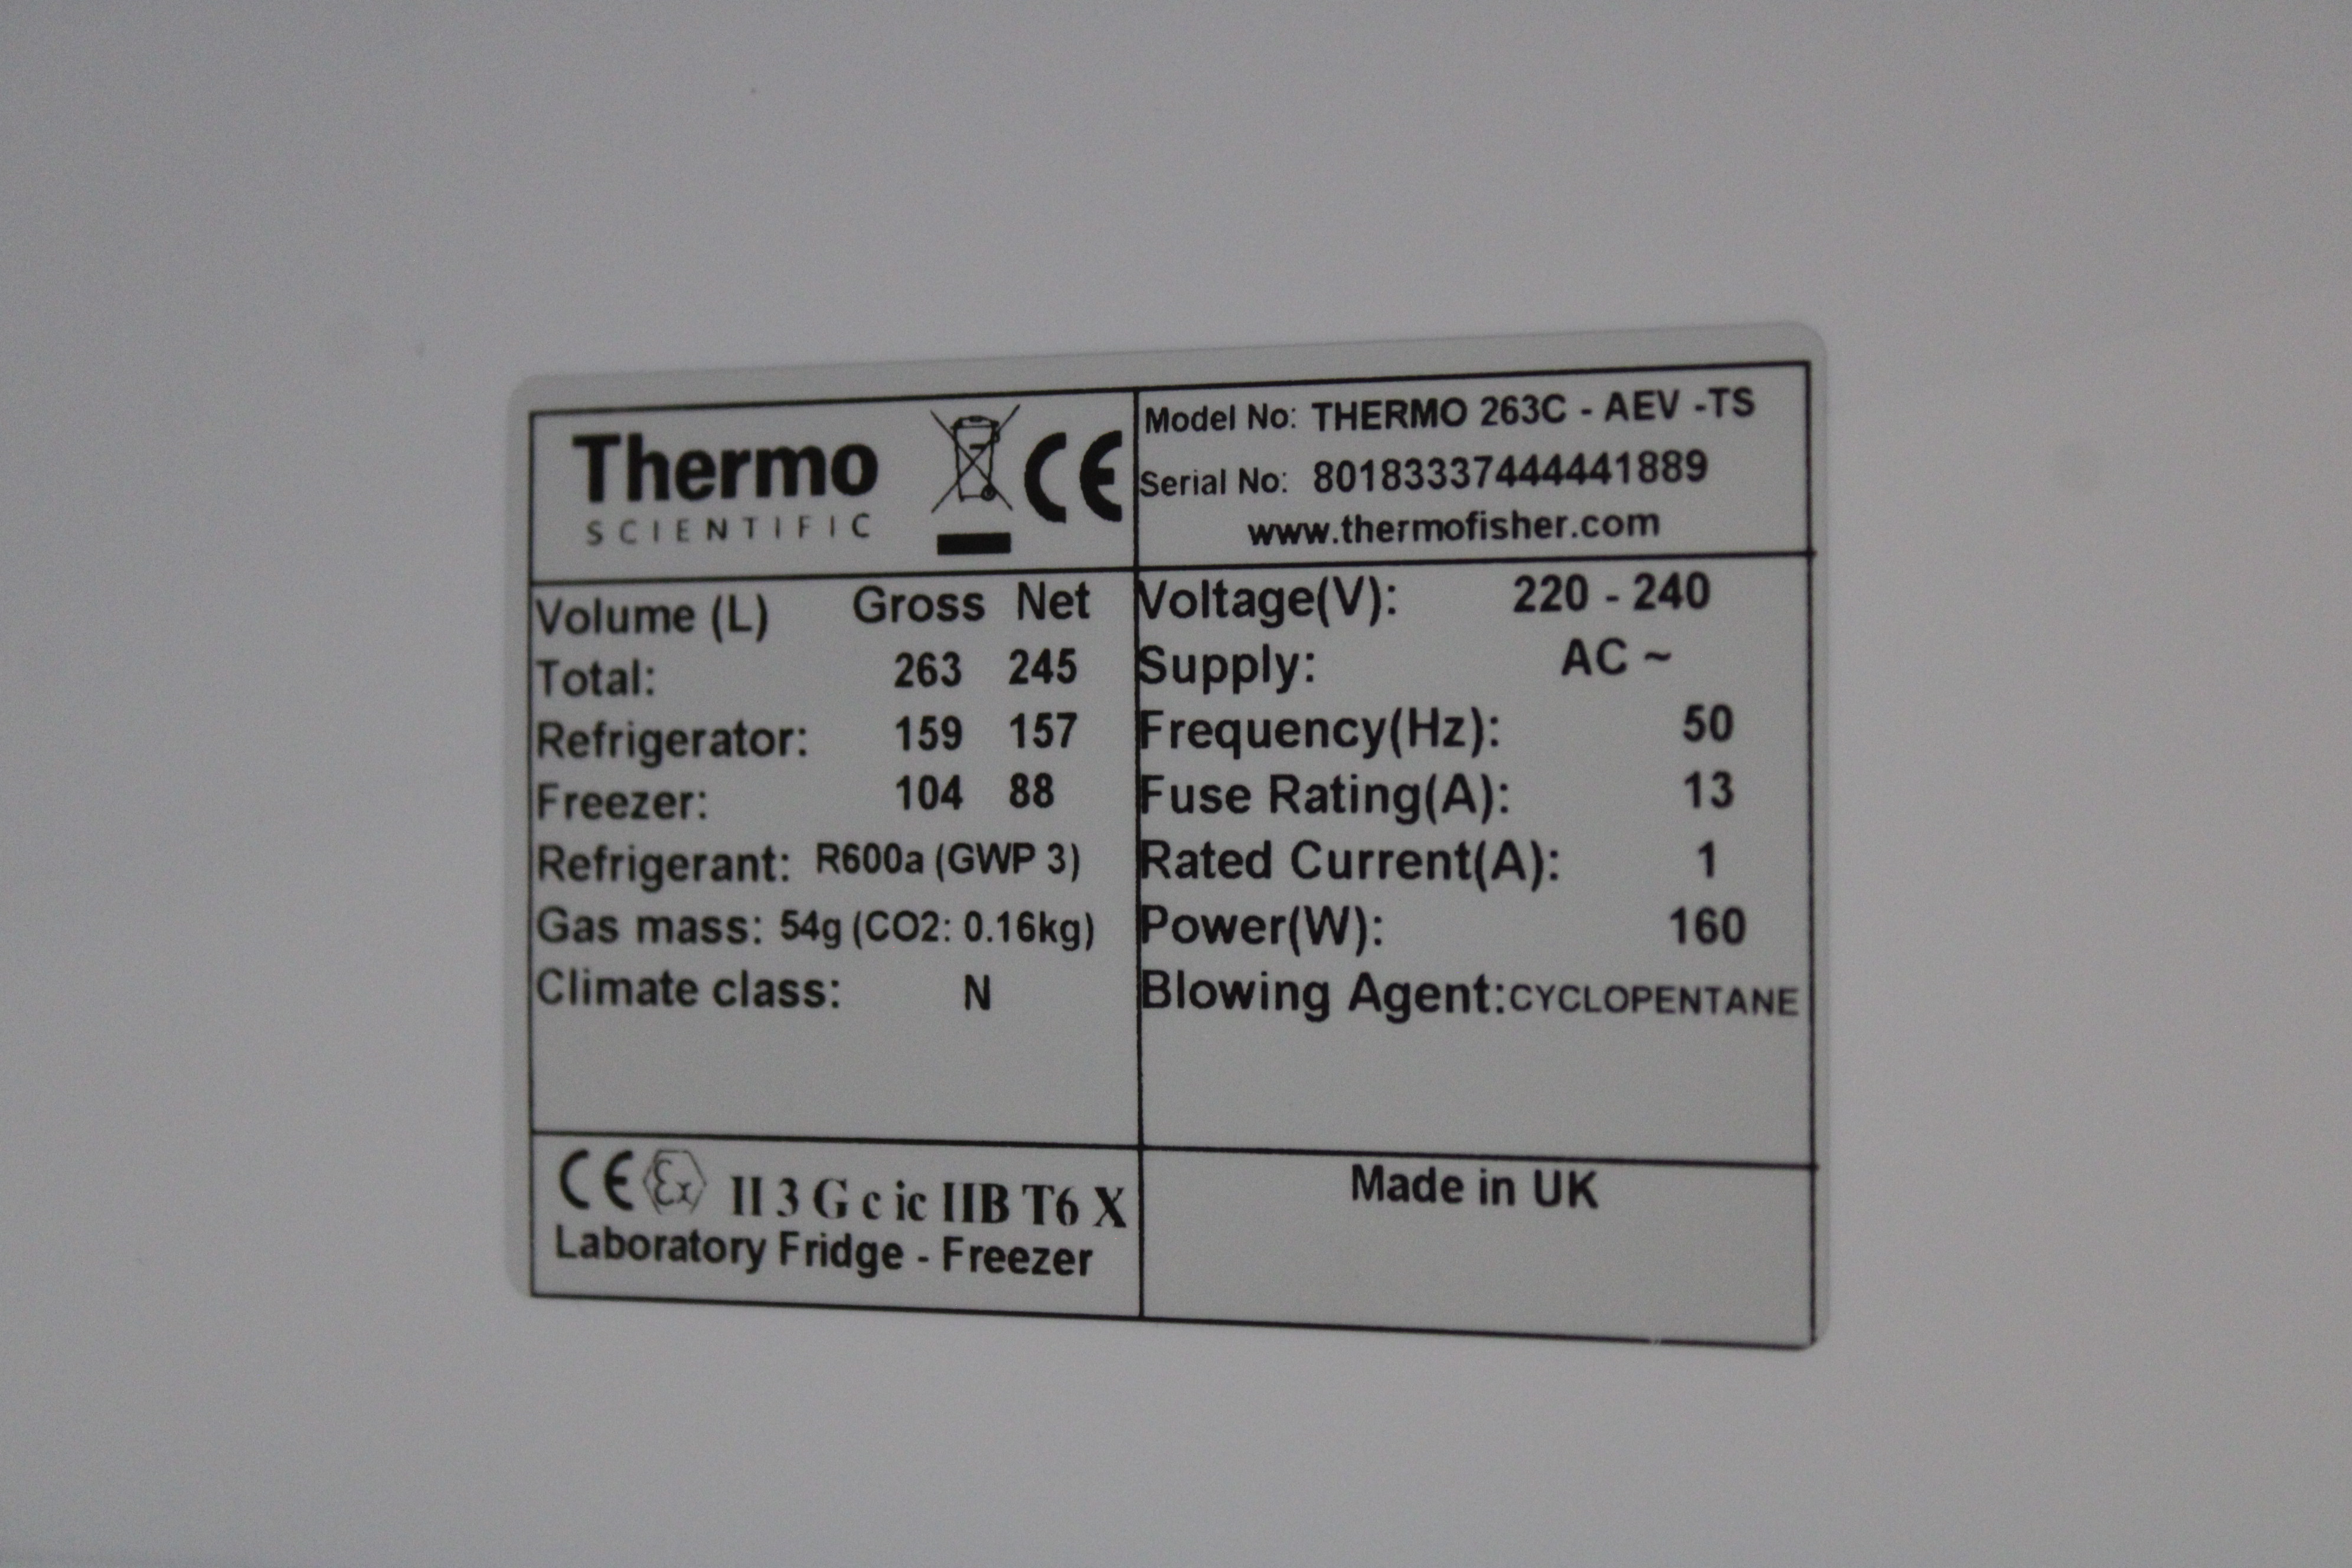 Thermo
SCIENTIFIC
CE
Model No: THERMO 263C - AEV -TS
Serial No: 80183337444441889
www.thermofisher.com
Volume (L) Gross Net
Total: 263 245
Refrigerator: 159 157
Freezer: 104 88
Refrigerant: R600a (GWP 3)
Gas mass: 54g (CO2: 0.16kg)
Climate class: N
Voltage(V): 220 - 240
Supply: AC ~
Frequency(Hz): 50
Fuse Rating(A): 13
Rated Current(A): 1
Power(W): 160
Blowing Agent:CYCLOPENTANE
CE Ex II 3 G c ic IIB T6 X
Laboratory Fridge - Freezer
Made in UK